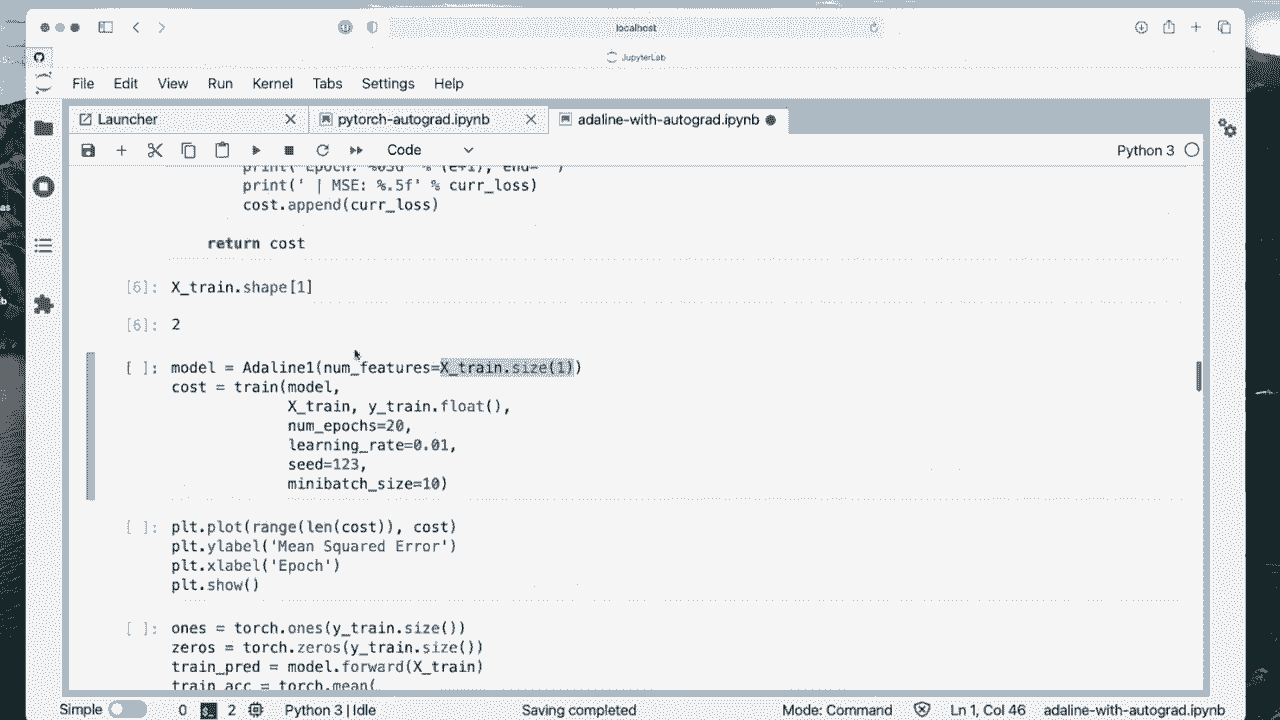 localhost
JupyterLab
File Edit View Run Kernel Tabs Settings Help
Launcher
pytorch-autograd.ipynb
adaline-with-autograd.ipynb
Code
Python 3
print(' | MSE: %.5f' % curr_loss)
cost.append(curr_loss)
return cost
[6]: X_train.shape[1]
[6]: 2
[ ]: model = Adaline1(num_features=X_train.size(1))
cost = train(model,
X_train, y_train.float(),
num_epochs=20,
learning_rate=0.01,
seed=123,
minibatch_size=10)
[ ]: plt.plot(range(len(cost)), cost)
plt.ylabel('Mean Squared Error')
plt.xlabel('Epoch')
plt.show()
[ ]: ones = torch.ones(y_train.size())
zeros = torch.zeros(y_train.size())
train_pred = model.forward(X_train)
train_acc = torch.mean(
Simple 0 2 Python 3 | Idle Saving completed Mode: Command Ln 1, Col 46 adaline-with-autograd.ipynb